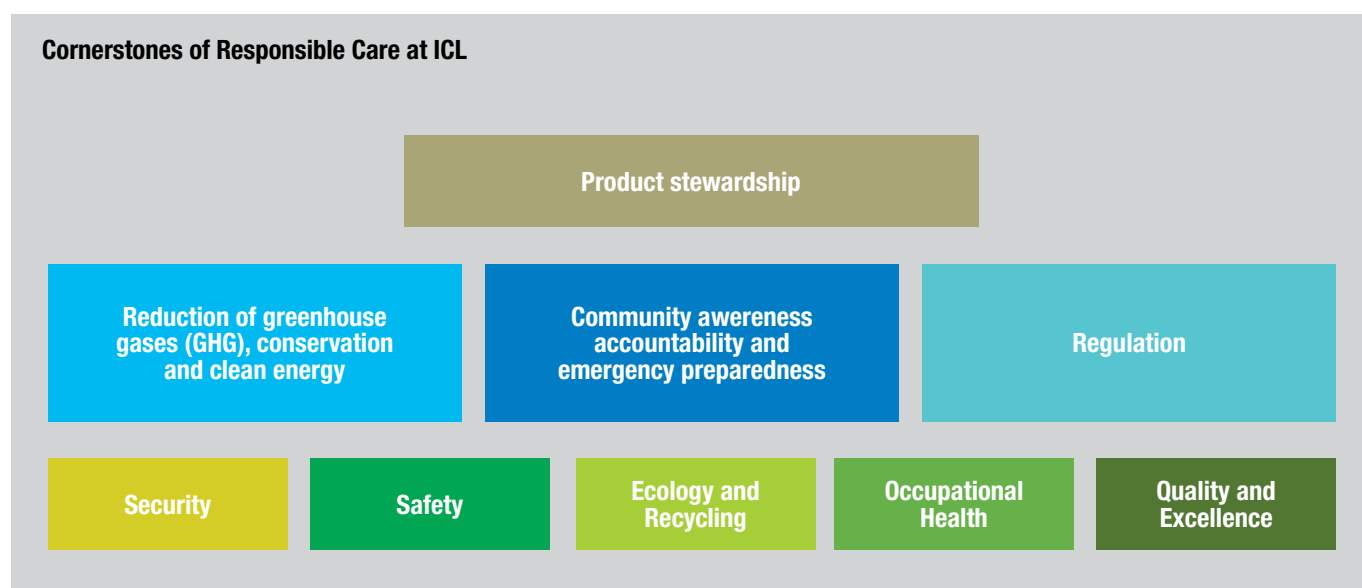 Cornerstones of Responsible Care at ICL
Product stewardship
Reduction of greenhouse
gases (GHG), conservation
and clean energy
Community awereness
accountability and
emergency preparedness
Regulation
Security
Safety
Ecology and
Recycling
Occupational
Health
Quality and
Excellence